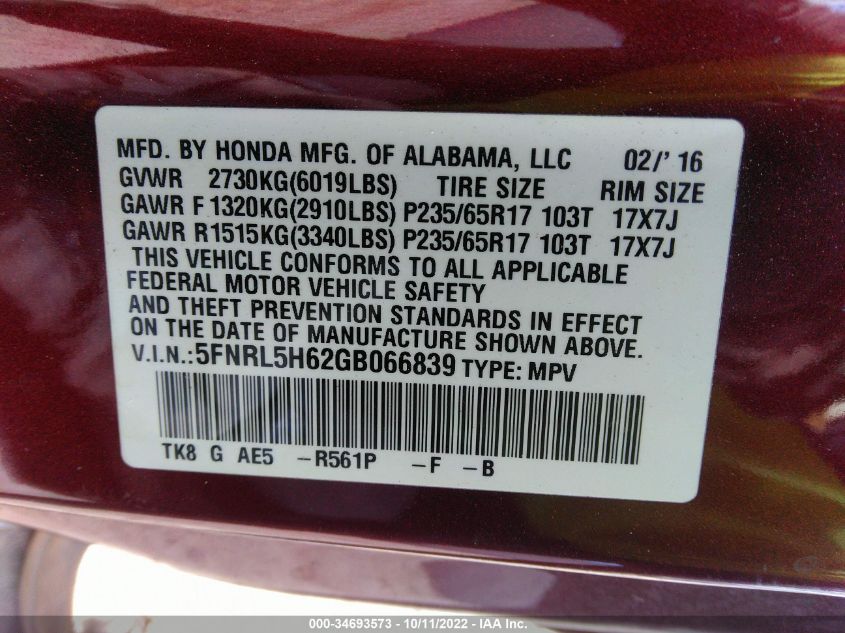 MFD. BY HONDA MFG. OF ALABAMA, LLC 02/' 16
GVWR 2730KG(6019LBS) TIRE SIZE RIM SIZE
GAWR F 1320KG(2910LBS) P235/65R17 103T 17X7J
GAWR R1515KG(3340LBS) P235/65R17 103T 17X7J
THIS VEHICLE CONFORMS TO ALL APPLICABLE
FEDERAL MOTOR VEHICLE SAFETY
AND THEFT PREVENTION STANDARDS IN EFFECT
ON THE DATE OF MANUFACTURE SHOWN ABOVE.
V.I.N.:5FNRL5H62GB066839 TYPE: MPV
TK8 G AE5 -R561P -F -B
000-34693573 - 10/11/2022 - IAA Inc.